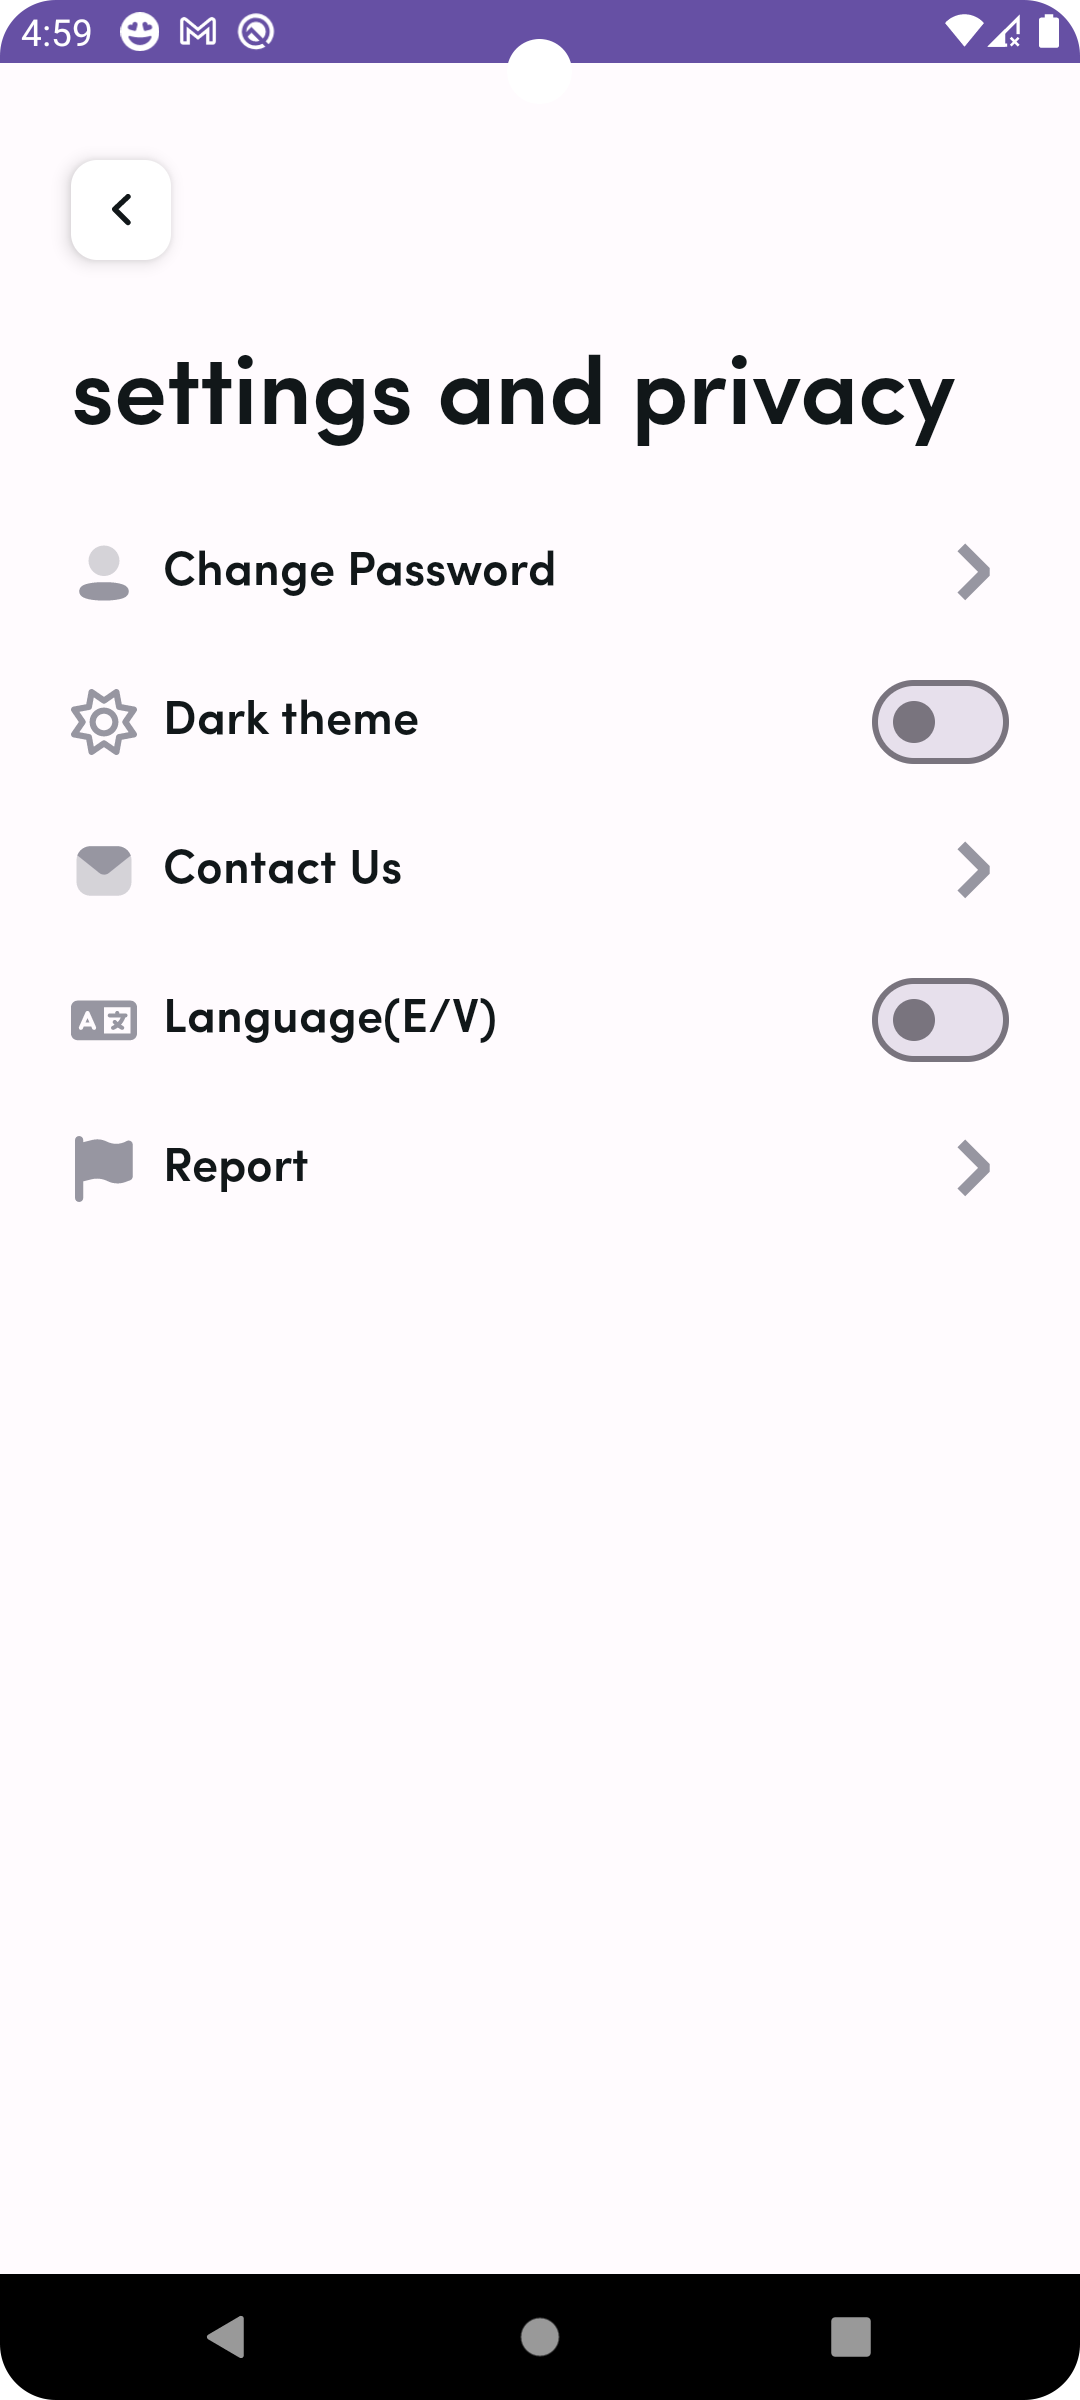 4:59
settings and privacy
Change Password
Dark theme
Contact Us
Language(E/V)
Report